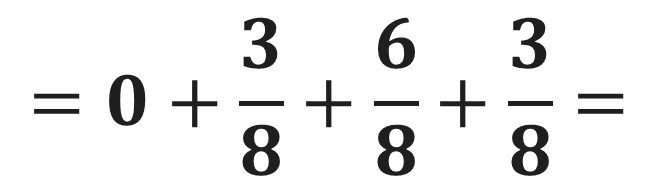 = 0 + 3/8 + 6/8 + 3/8 =